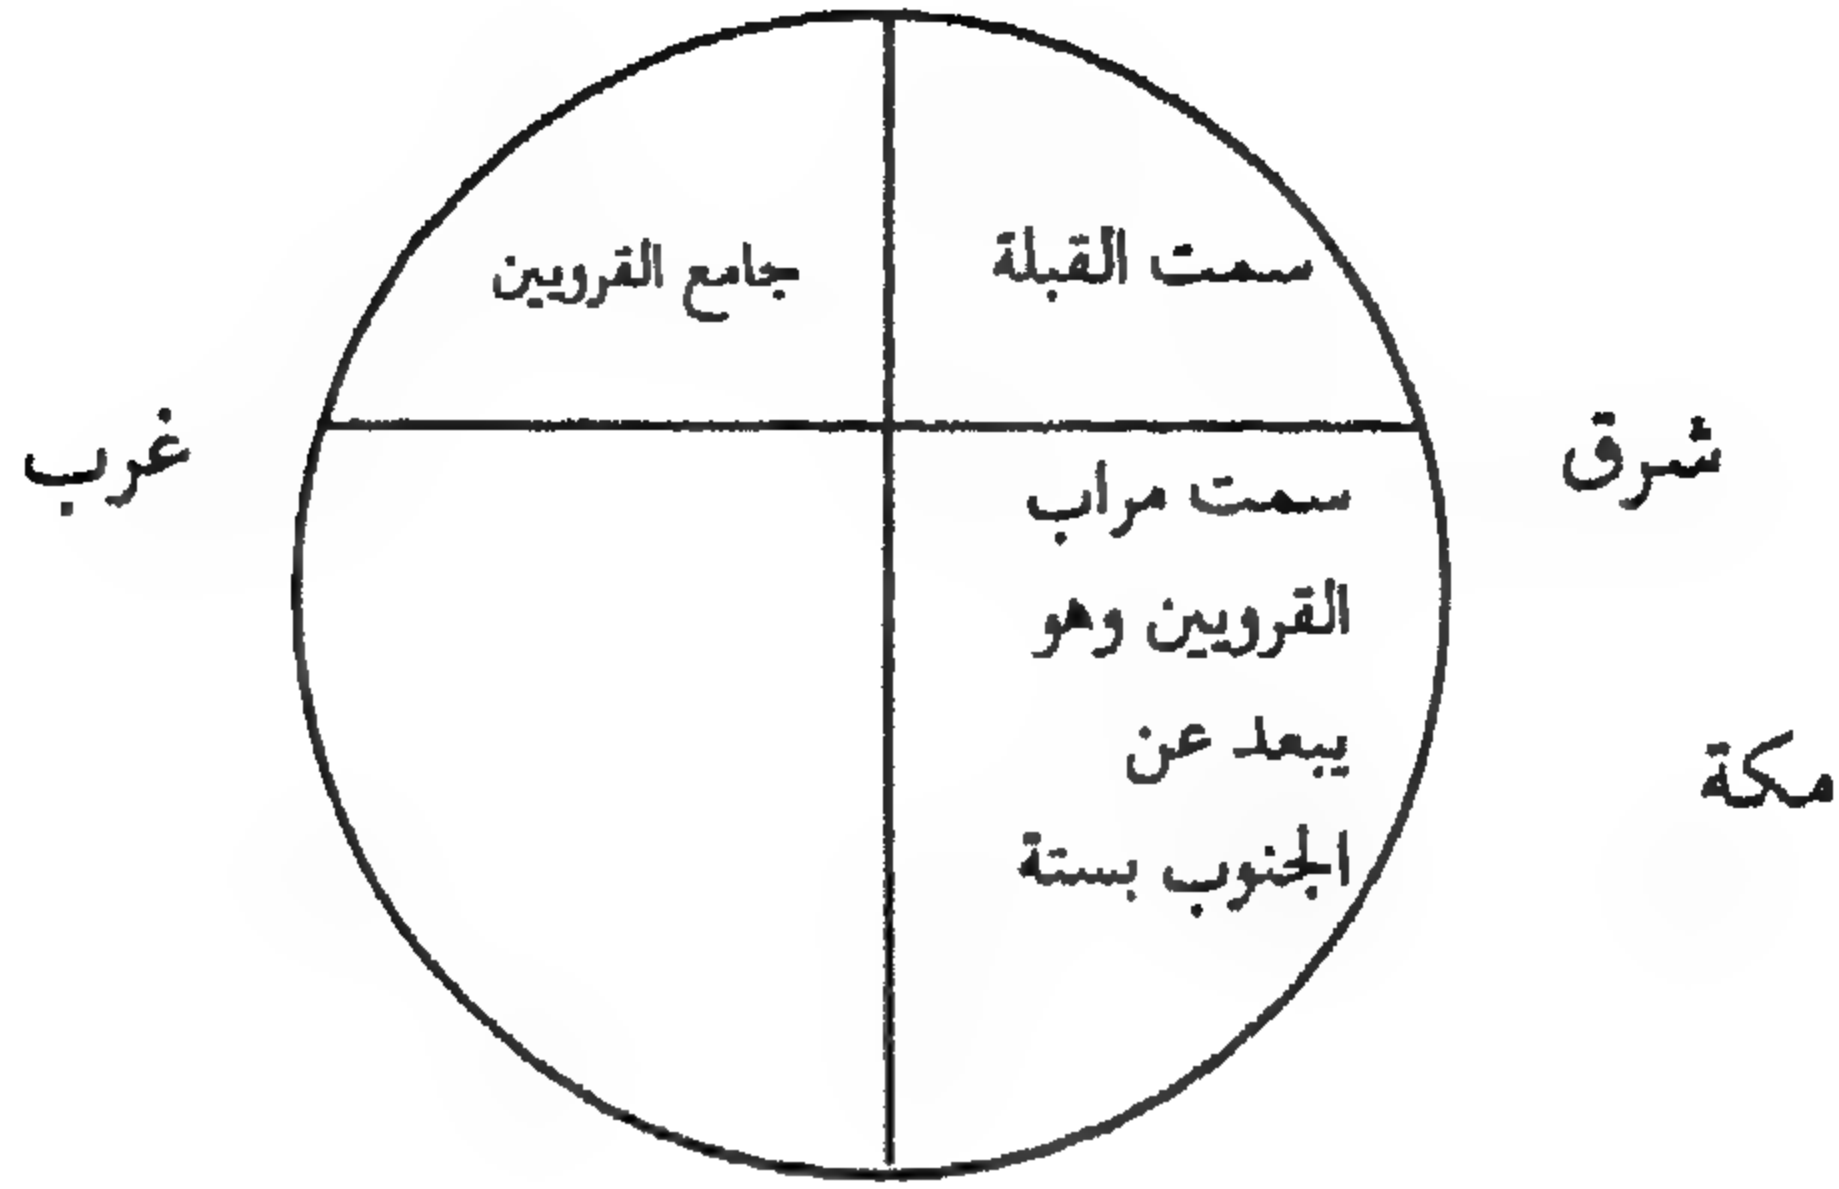 سمت القبلة
جامع القرويين
شرق
غرب
سمت مراب
القرويين وهو
يبعد عن
الجنوب بستة
مكة